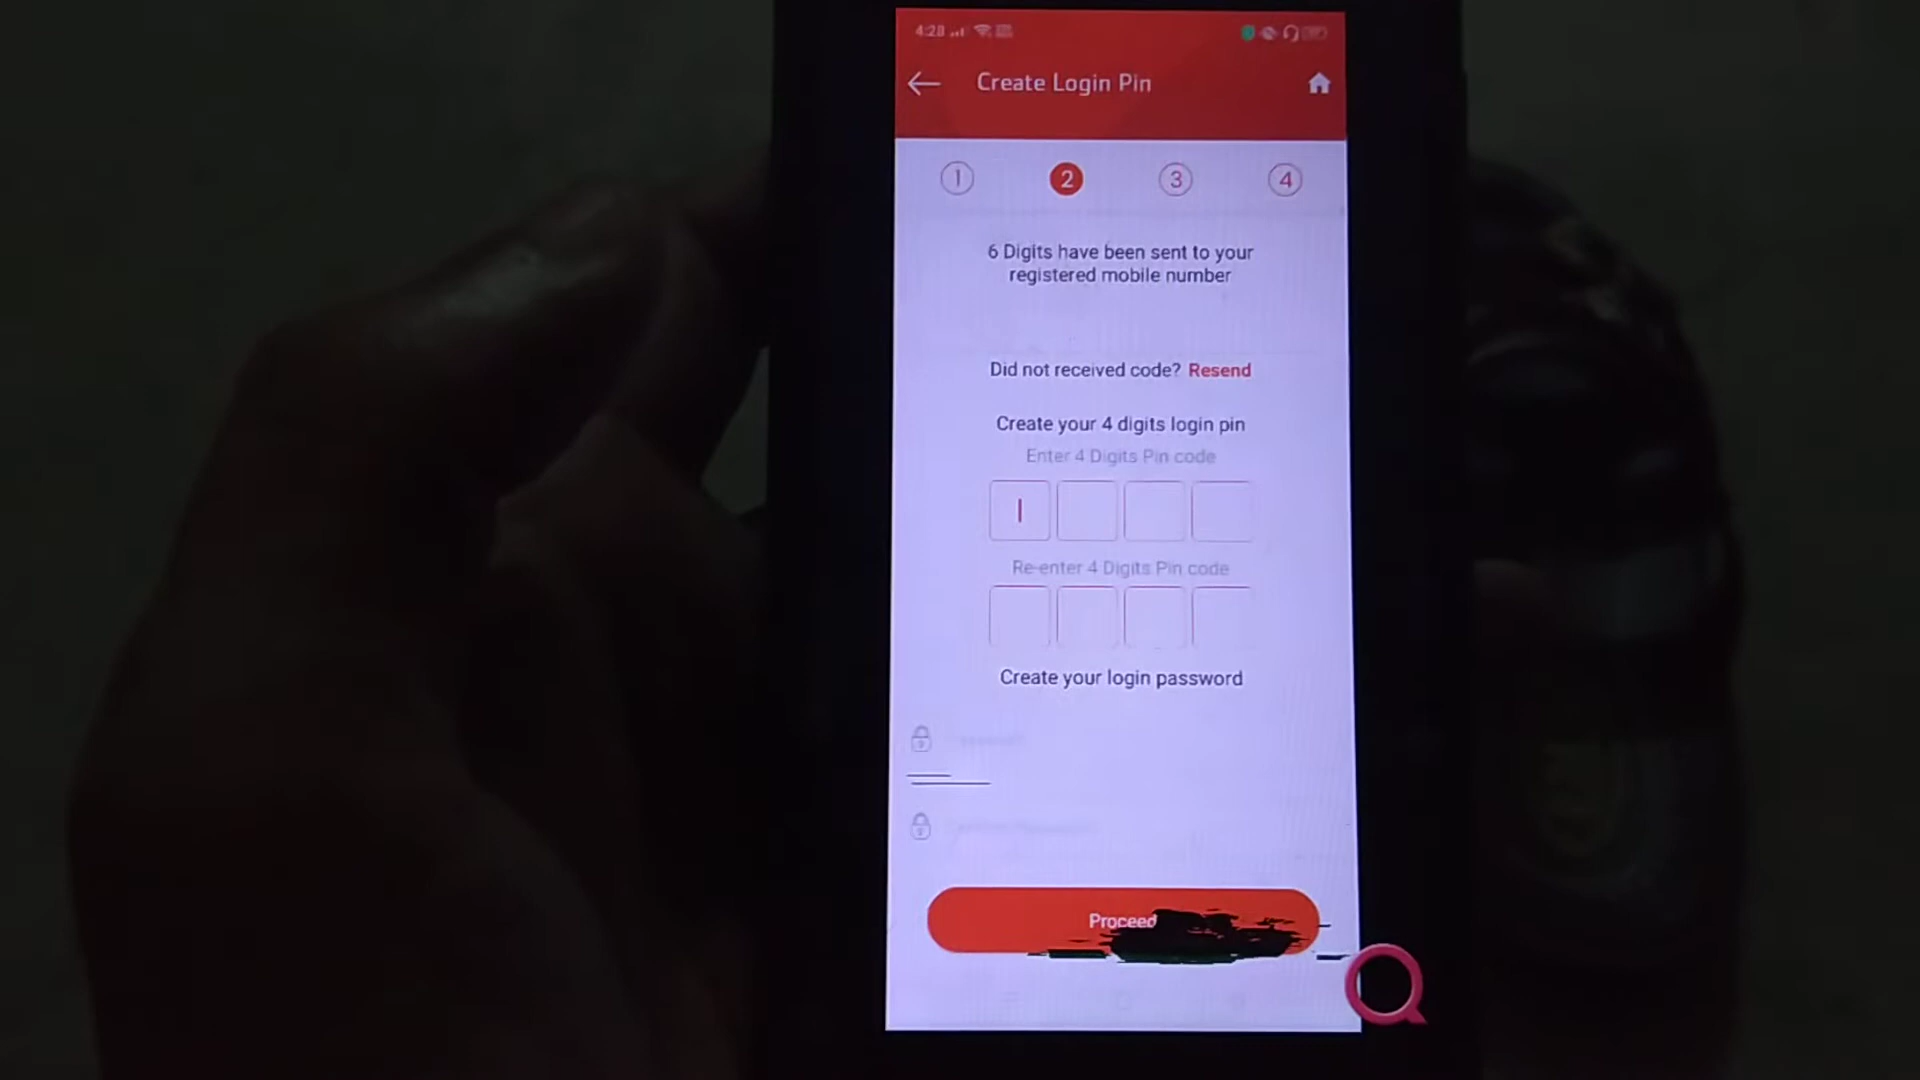 4:28
Create Login Pin
1 2 3 4
6 Digits have been sent to your
registered mobile number
Did not received code? Resend
Create your 4 digits login pin
Enter 4 Digits Pin code
Re-enter 4 Digits Pin code
Create your login password
Proceed